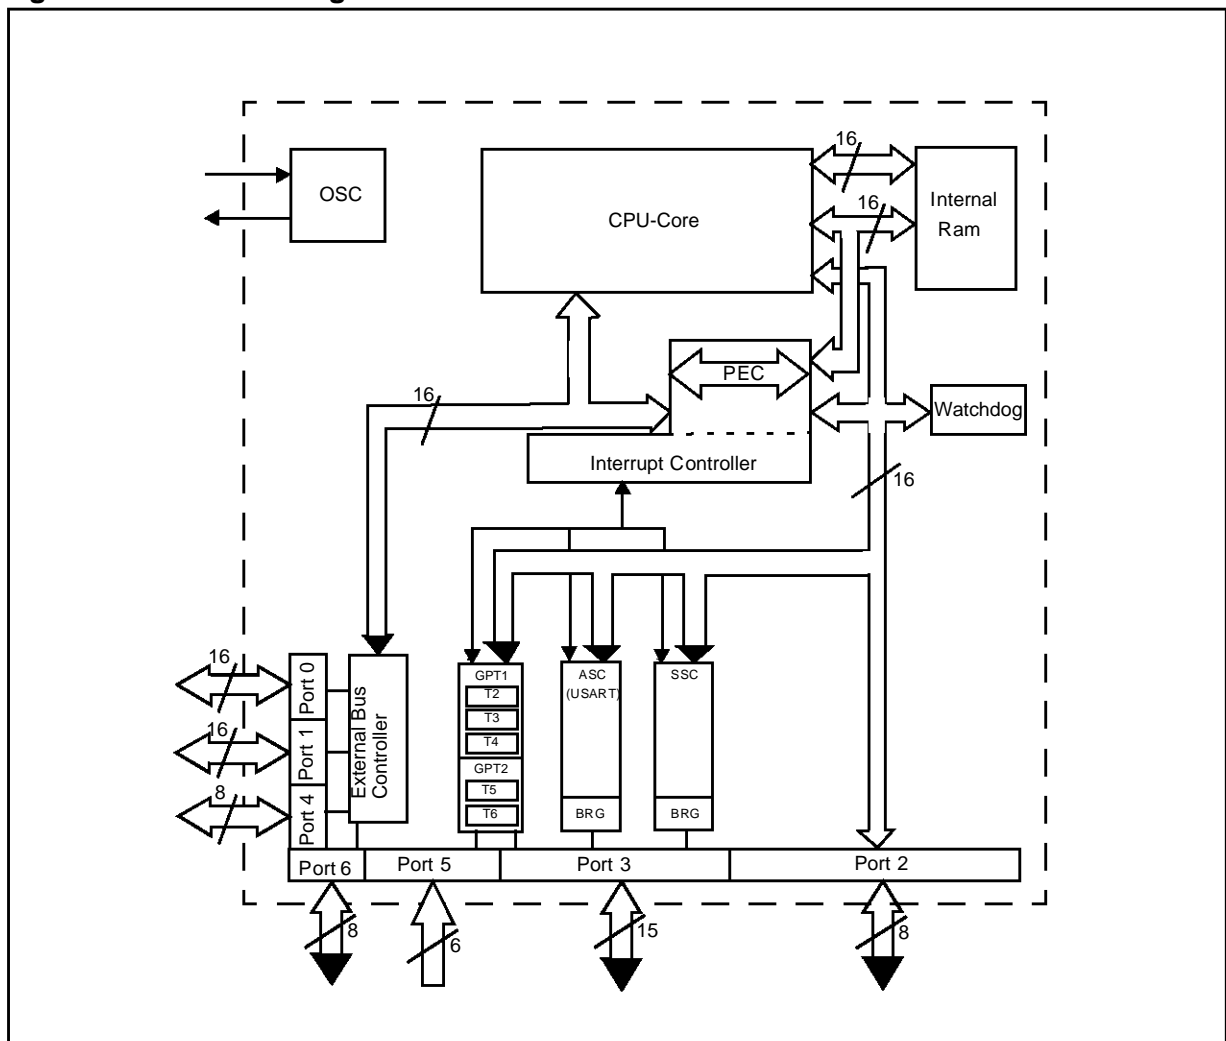 16
OSC
CPU-Core
Internal
Ram
16
PEC
16
Watchdog
Interrupt Controller
16
16
Port 0
External Bus
Controller
GPT1
T2
T3
T4
GPT2
T5
T6
ASC
(USART)
BRG
SSC
BRG
16
Port 1
8
Port 4
Port 6
Port 5
Port 3
Port 2
8
6
15
8